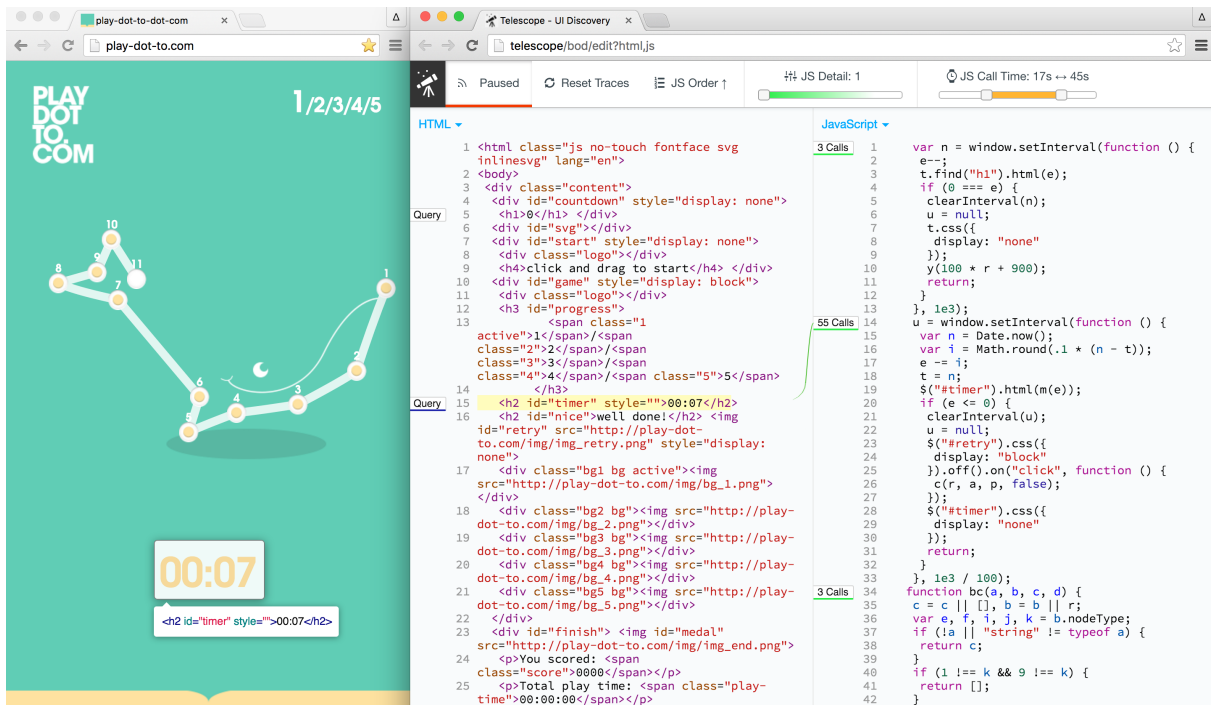 play-dot-to-dot-com
play-dot-to.com
PLAY
DOT
TO.
COM
1/2/3/4/5
10
9
11
8
7
1
6
2
3
4
5
00:07
<h2 id="timer" style="">00:07</h2>
Telescope - UI Discovery
telescope/bod/edit?html,js
Paused
Reset Traces
JS Order ↑
JS Detail: 1
JS Call Time: 17s ↔ 45s
HTML
1 <html class="js no-touch fontface svg
inlinesvg" lang="en">
2 <body>
3 <div class="content">
4 <div id="countdown" style="display: none">
Query 5 <h1>0</h1> </div>
6 <div id="svg"></div>
7 <div id="start" style="display: none">
8 <div class="logo"></div>
9 <h4>click and drag to start</h4> </div>
10 <div id="game" style="display: block">
11 <div class="logo"></div>
12 <h3 id="progress">
13 <span class="1
active">1</span>/<span
class="2">2</span>/<span
class="3">3</span>/<span
class="4">4</span>/<span class="5">5</span>
14 </h3>
Query 15 <h2 id="timer" style="">00:07</h2>
16 <h2 id="nice">well done!</h2> <img
id="retry" src="http://play-dot-
to.com/img/img_retry.png" style="display:
none">
17 <div class="bg1 bg active"><img
src="http://play-dot-to.com/img/bg_1.png">
</div>
18 <div class="bg2 bg"><img src="http://play-
dot-to.com/img/bg_2.png"></div>
19 <div class="bg3 bg"><img src="http://play-
dot-to.com/img/bg_3.png"></div>
20 <div class="bg4 bg"><img src="http://play-
dot-to.com/img/bg_4.png"></div>
21 <div class="bg5 bg"><img src="http://play-
dot-to.com/img/bg_5.png"></div>
22 </div>
23 <div id="finish"> <img id="medal"
src="http://play-dot-to.com/img/img_end.png">
24 <p>You scored: <span
class="score">0000</span></p>
25 <p>Total play time: <span class="play-
time">00:00:00</span></p>
JavaScript
3 Calls 1 var n = window.setInterval(function () {
2 e--;
3 t.find("h1").html(e);
4 if (0 === e) {
5 clearInterval(n);
6 u = null;
7 t.css({
8 display: "none"
9 });
10 y(100 * r + 900);
11 return;
12 }
13 }, 1e3);
55 Calls 14 u = window.setInterval(function () {
15 var n = Date.now();
16 var i = Math.round(.1 * (n - t));
17 e -= i;
18 t = n;
19 $("#timer").html(m(e));
20 if (e <= 0) {
21 clearInterval(u);
22 u = null;
23 $("#retry").css({
24 display: "block"
25 }).off().on("click", function () {
26 c(r, a, p, false);
27 });
28 $("#timer").css({
29 display: "none"
30 });
31 return;
32 }
33 }, 1e3 / 100);
3 Calls 34 function bc(a, b, c, d) {
35 c = c || [], b = b || r;
36 var e, f, i, j, k = b.nodeType;
37 if (!a || "string" != typeof a) {
38 return c;
39 }
40 if (1 !== k && 9 !== k) {
41 return [];
42 }